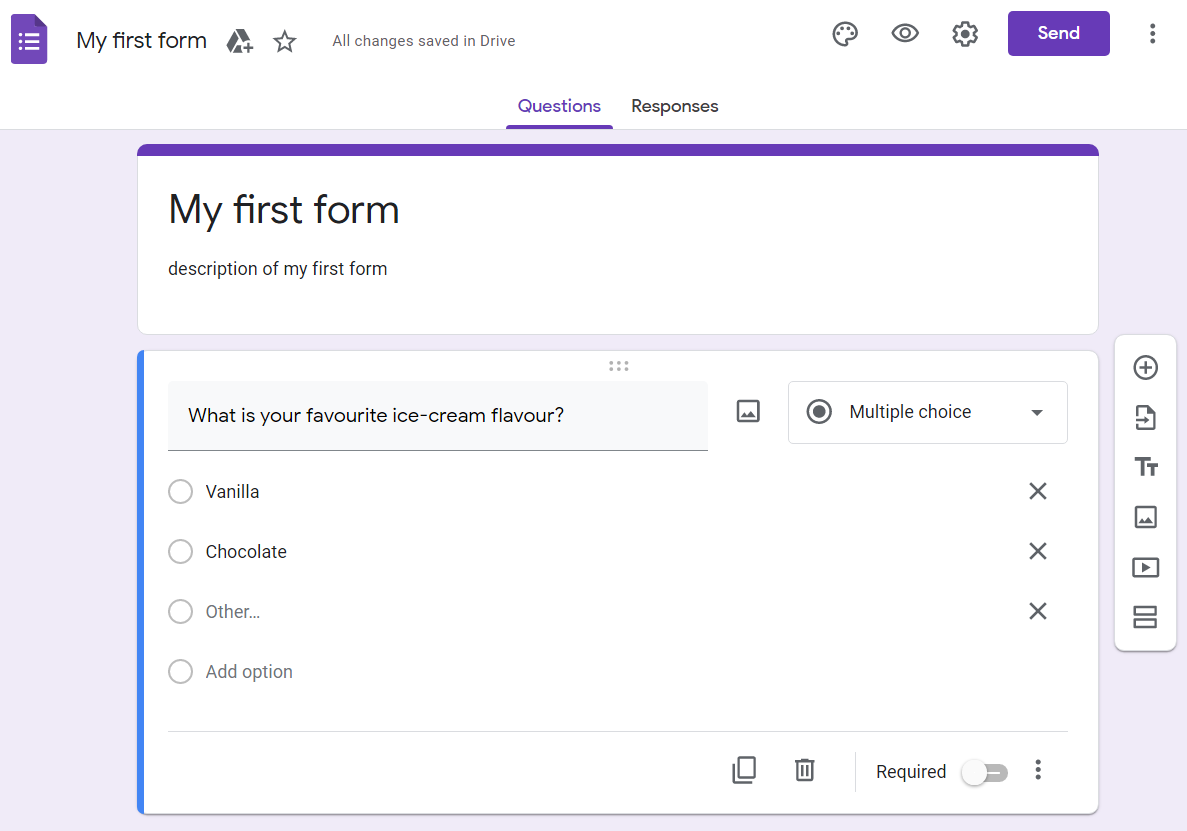 My first form
All changes saved in Drive
Send
Questions
Responses
My first form
description of my first form
What is your favourite ice-cream flavour?
Multiple choice
Vanilla
Chocolate
Other...
Add option
Required